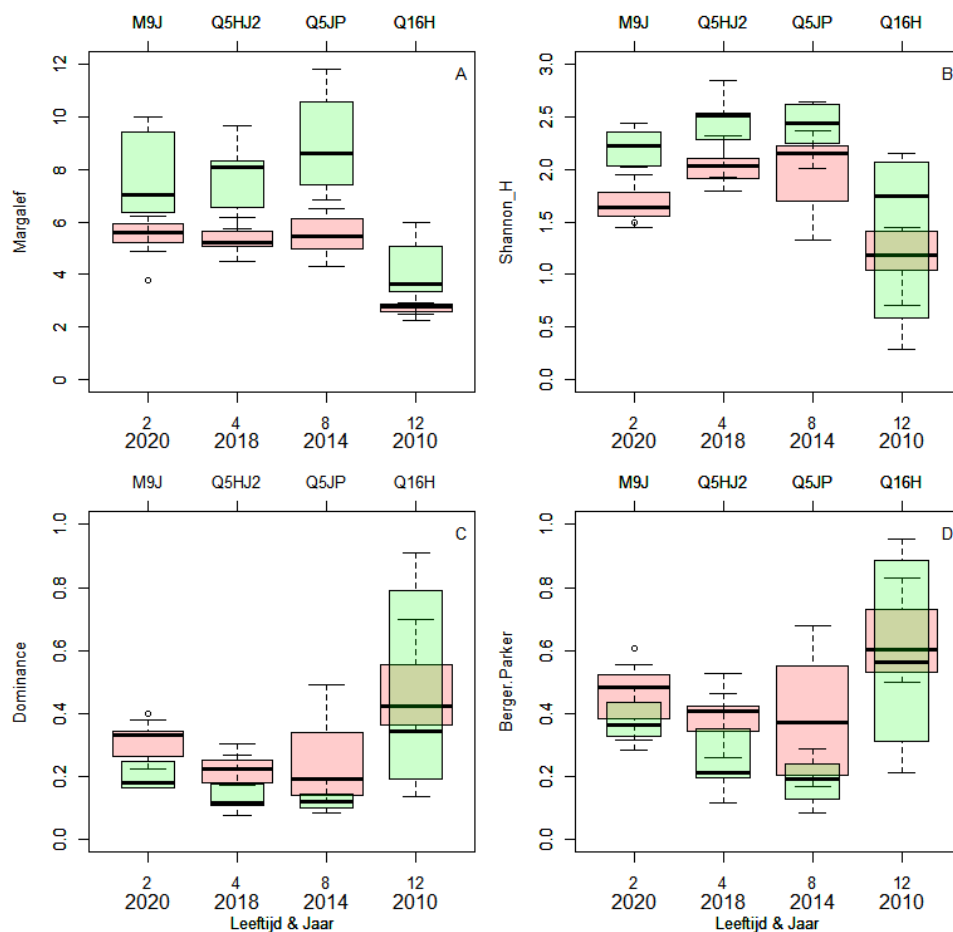 M9J Q5HJ2 Q5JP Q16H
M9J Q5HJ2 Q5JP Q16H
A
B
Margalef
0 2 4 6 8 10 12
Shannon_H
0.0 0.5 1.0 1.5 2.0 2.5 3.0
2 4 8 12
2020 2018 2014 2010
2 4 8 12
2020 2018 2014 2010
M9J Q5HJ2 Q5JP Q16H
M9J Q5HJ2 Q5JP Q16H
C
D
Dominance
0.0 0.2 0.4 0.6 0.8 1.0
Berger.Parker
0.0 0.2 0.4 0.6 0.8 1.0
2 4 8 12
2020 2018 2014 2010
Leeftijd & Jaar
2 4 8 12
2020 2018 2014 2010
Leeftijd & Jaar